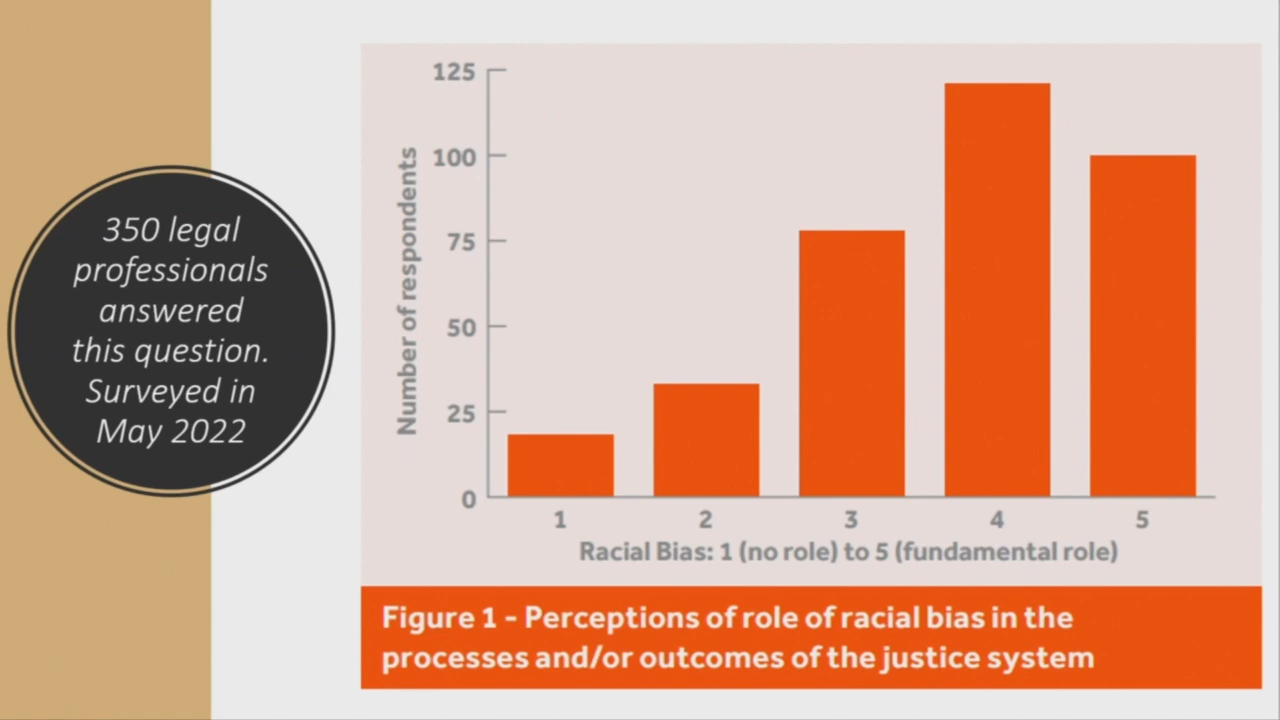 350 legal
professionals
answered
this question.
Surveyed in
May 2022
125
100
75
50
25
0
Number of respondents
1 2 3 4 5
Racial Bias: 1 (no role) to 5 (fundamental role)
Figure 1 - Perceptions of role of racial bias in the
processes and/or outcomes of the justice system